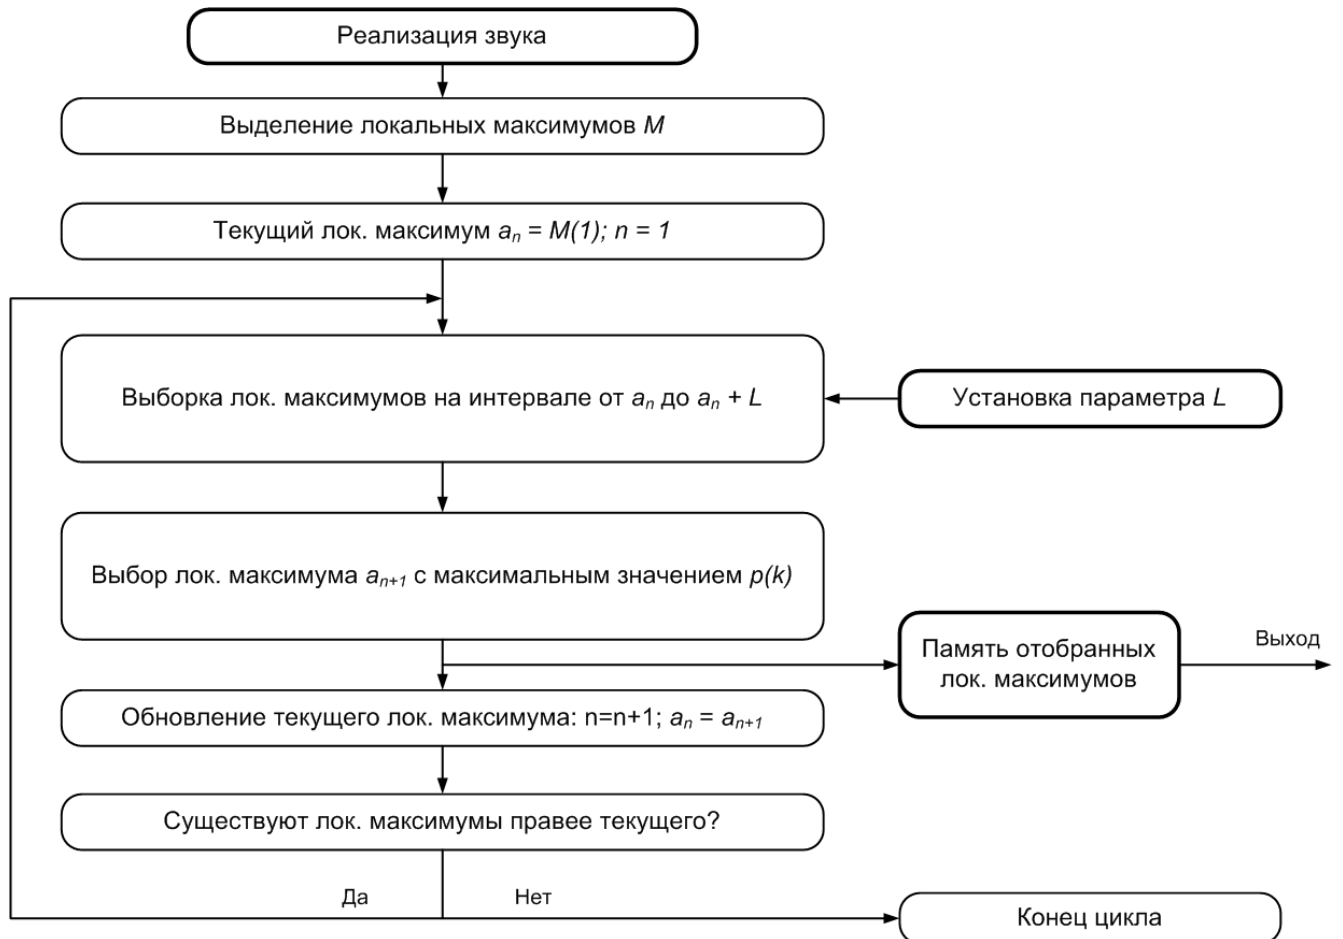 Реализация звука
Выделение локальных максимумов M
Текущий лок. максимум aₙ = M(1); n = 1
Выборка лок. максимумов на интервале от aₙ до aₙ + L
Установка параметра L
Выбор лок. максимума aₙ₊₁ с максимальным значением p(k)
Память отобранных
лок. максимумов
Выход
Обновление текущего лок. максимума: n=n+1; aₙ = aₙ₊₁
Существуют лок. максимумы правее текущего?
Да
Нет
Конец цикла